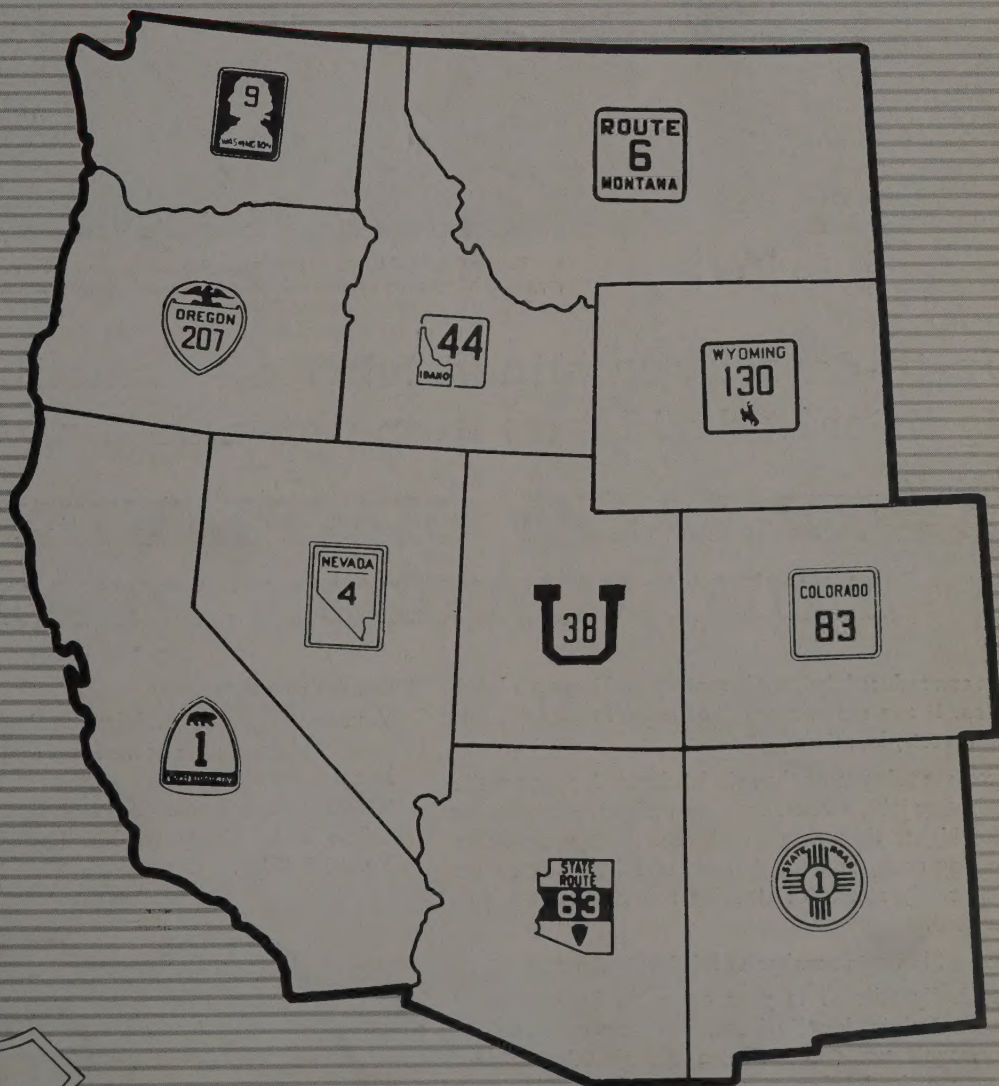 9
WASHINGTON
ROUTE
6
MONTANA
OREGON
207
44
IDAHO
WYOMING
130
NEVADA
4
38
COLORADO
83
1
STATE
ROUTE
63
STATE ROAD
1